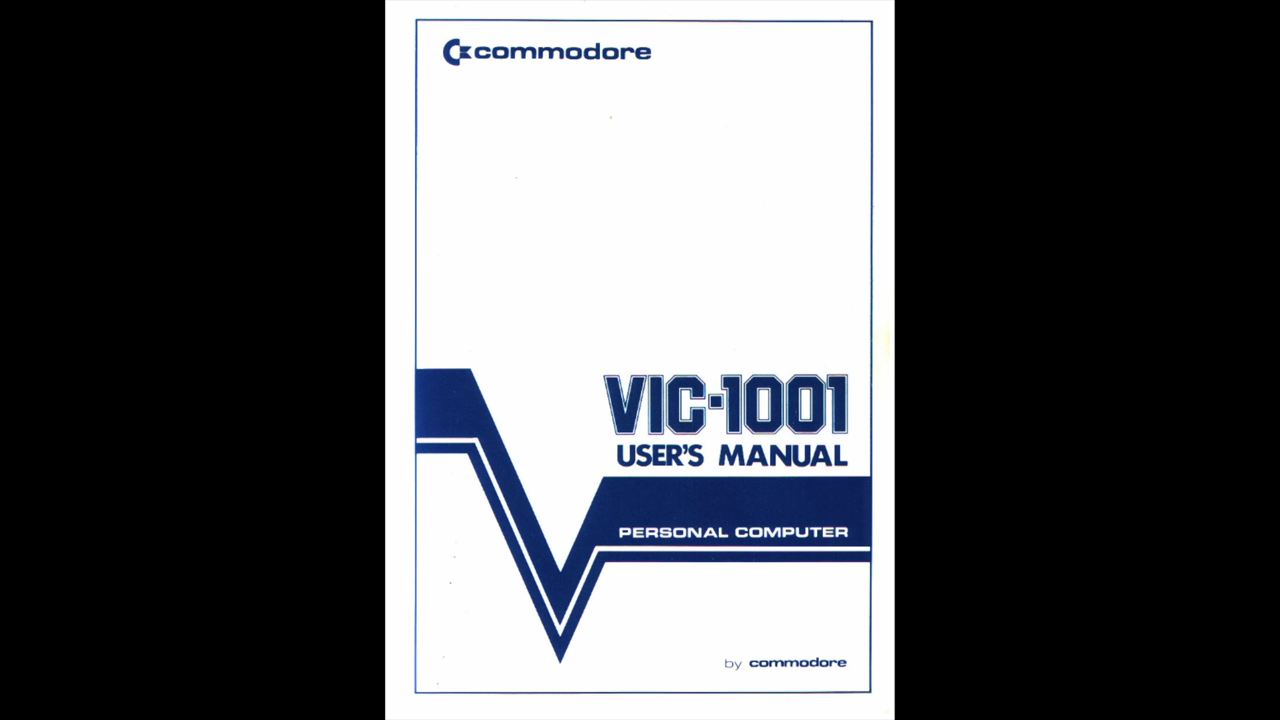 commodore
VIC-1001
USER'S MANUAL
PERSONAL COMPUTER
by commodore